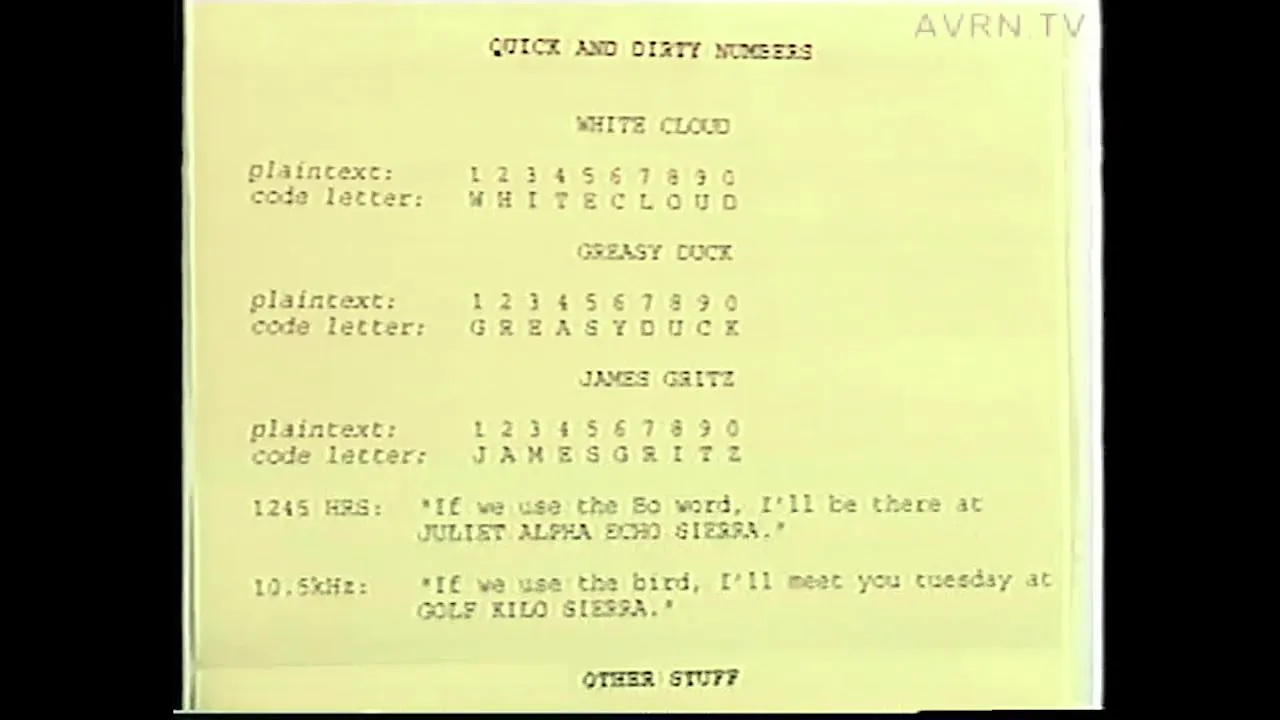 AVRN.TV
QUICK AND DIRTY NUMBERS
WHITE CLOUD
plaintext: 1 2 3 4 5 6 7 8 9 0
code letter: W H I T E C L O U D
GREASY DUCK
plaintext: 1 2 3 4 5 6 7 8 9 0
code letter: G R E A S Y D U C K
JAMES GRITZ
plaintext: 1 2 3 4 5 6 7 8 9 0
code letter: J A M E S G R I T Z
1245 HRS: "If we use the Bo word, I'll be there at
JULIET ALPHA ECHO SIERRA."
10.5kHz: "If we use the bird, I'll meet you tuesday at
GOLF KILO SIERRA."
OTHER STUFF